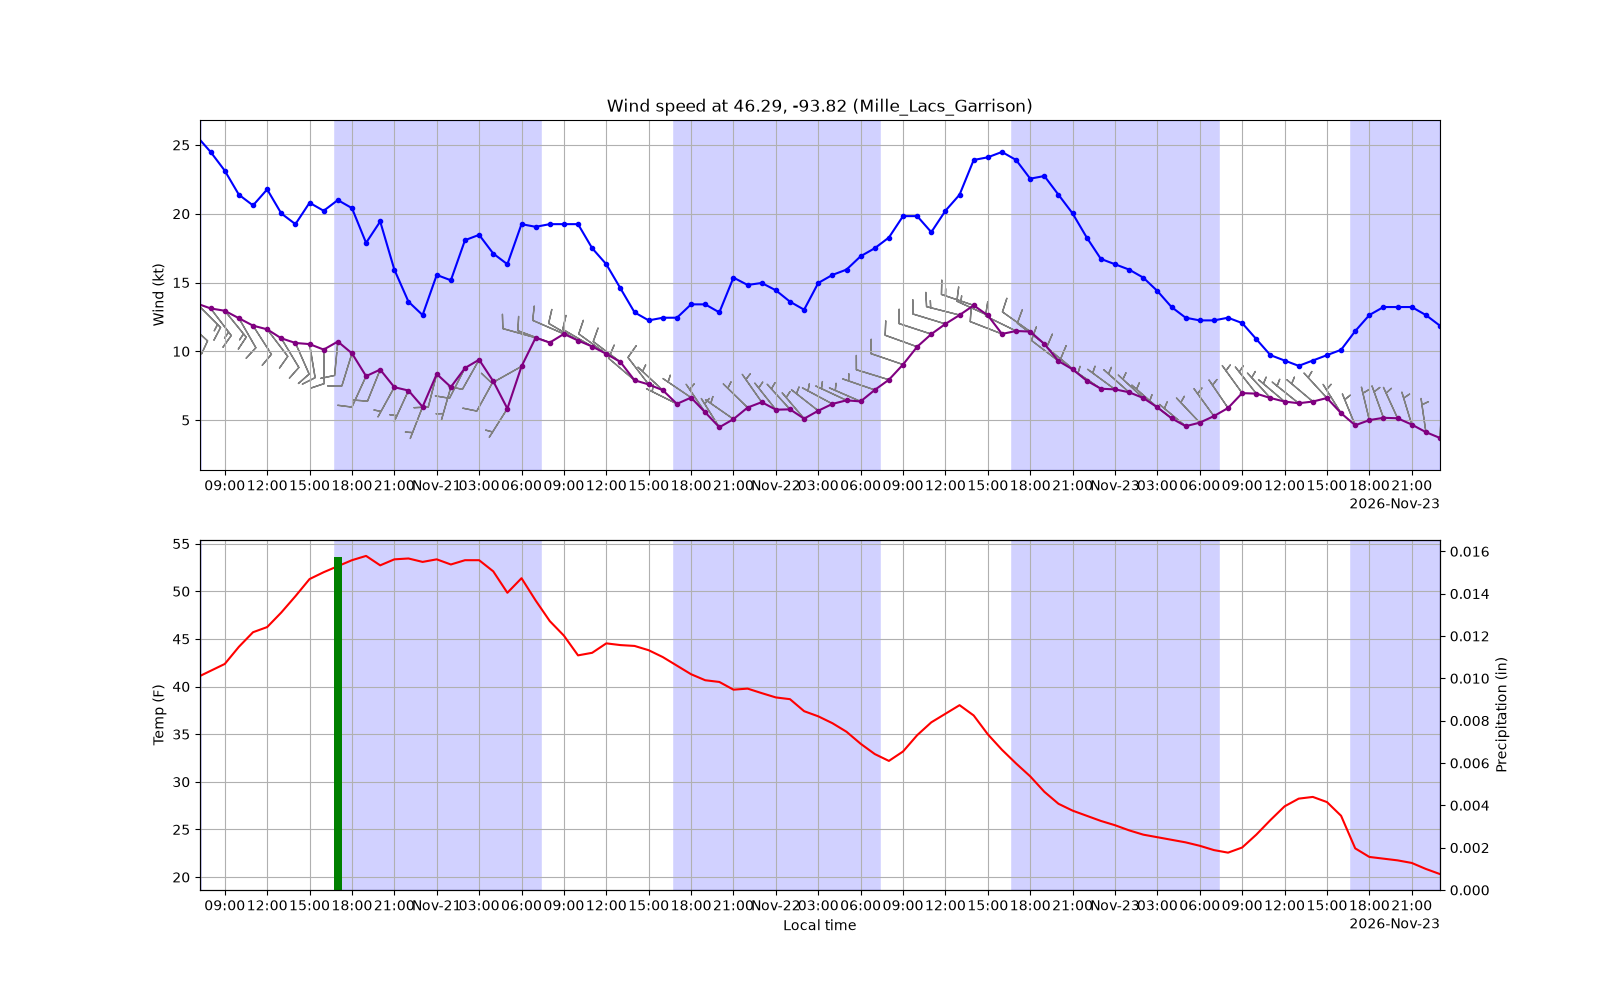 Wind speed at 46.29, -93.82 (Mille_Lacs_Garrison)
Wind (kt)
25
20
15
10
5
09:00 12:00 15:00 18:00 21:00 Nov-21 03:00 06:00 09:00 12:00 15:00 18:00 21:00 Nov-22 03:00 06:00 09:00 12:00 15:00 18:00 21:00 Nov-23 03:00 06:00 09:00 12:00 15:00 18:00 21:00
2026-Nov-23
Temp (F)
55
50
45
40
35
30
25
20
0.016
0.014
0.012
0.010
0.008
0.006
0.004
0.002
0.000
Precipitation (in)
09:00 12:00 15:00 18:00 21:00 Nov-21 03:00 06:00 09:00 12:00 15:00 18:00 21:00 Nov-22 03:00 06:00 09:00 12:00 15:00 18:00 21:00 Nov-23 03:00 06:00 09:00 12:00 15:00 18:00 21:00
Local time
2026-Nov-23